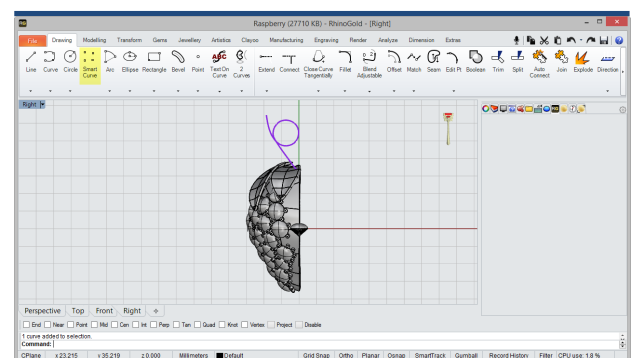 Raspberry (27710 KB) - RhinoGold - [Right]
File Drawing Modelling Transform Gems Jewelley Artistics Clayoo Manufacturing Engraving Render Analyze Dimension Extras
Line Curve Circle Smart Curve Arc Ellipse Rectangle Bevel Point Text On Curve 2 Curves Extend Connect Close Curve Tangentially Fillet Blend Adjustable Offset Match Seam Edit Pt Boolean Trim Split Auto Connect Join Explode Direction
Right
Perspective Top Front Right
End Near Point Mid Cen Int Perp Tan Quad Knot Vertex Project Disable
1 curve added to selection.
Command:
CPlane x 23.215 y 35.219 z 0.000 Millimeters Default Grid Snap Ortho Planar Osnap SmartTrack Gumball Record History Filter CPU use: 1.8 %